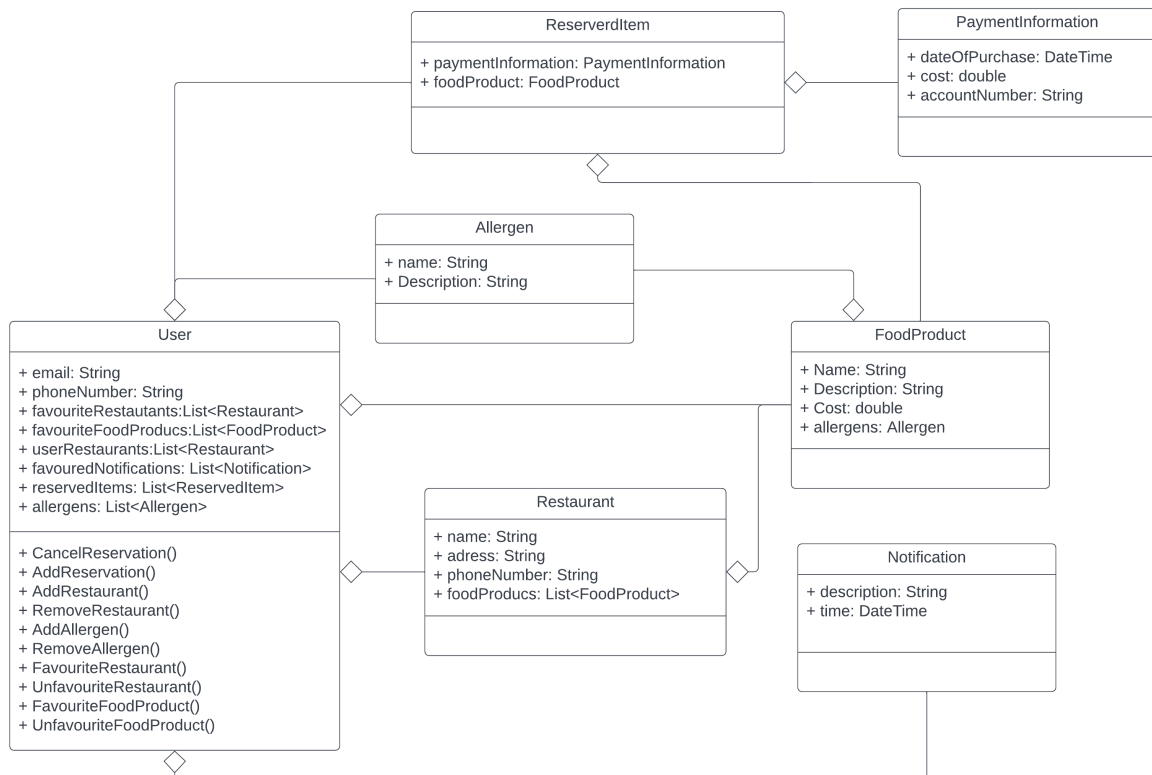 ReserverdItem
+ paymentInformation: PaymentInformation
+ foodProduct: FoodProduct
PaymentInformation
+ dateOfPurchase: DateTime
+ cost: double
+ accountNumber: String
Allergen
+ name: String
+ Description: String
User
+ email: String
+ phoneNumber: String
+ favouriteRestautants:List<Restaurant>
+ favouriteFoodProducs:List<FoodProduct>
+ userRestaurants:List<Restaurant>
+ favouredNotifications: List<Notification>
+ reservedItems: List<ReservedItem>
+ allergens: List<Allergen>
+ CancelReservation()
+ AddReservation()
+ AddRestaurant()
+ RemoveRestaurant()
+ AddAllergen()
+ RemoveAllergen()
+ FavouriteRestaurant()
+ UnfavouriteRestaurant()
+ FavouriteFoodProduct()
+ UnfavouriteFoodProduct()
FoodProduct
+ Name: String
+ Description: String
+ Cost: double
+ allergens: Allergen
Restaurant
+ name: String
+ adress: String
+ phoneNumber: String
+ foodProducs: List<FoodProduct>
Notification
+ description: String
+ time: DateTime